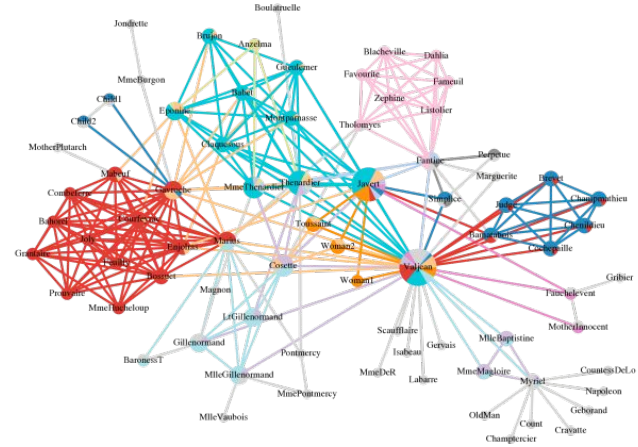 Boulatruelle
Jondrette
Brujon
Anzelma
Blacheville
Dahlia
Gueulemer
Favourite
Fameuil
MmeBurgon
Babet
Child1
Zephine
Eponine
Listolier
Montparnasse
Child2
Tholomyes
Claquesous
MotherPlutarch
Perpetue
Fantine
Mabeuf
Marguerite
Brevet
Thenardier
Javert
MmeThenardier
Gavroche
Combeferre
Simplice
Champmathieu
Judge
Bahorel
Courfeyrac
Toussaint
Chenildieu
Joly
Marius
Bamatabois
Enjolras
Woman2
Cochepaille
Grantaire
Feuilly
Cosette
Valjean
Bossuet
Woman1
Gribier
Magnon
Prouvaire
Fauchelevent
MmeHucheloup
LtGillenormand
MotherInnocent
Scaufflaire
Gillenormand
MlleBaptistine
Gervais
Isabeau
Pontmercy
BaronessT
MmeDeR
MmeMagloire
CountessDeLo
MlleGillenormand
Labarre
Myriel
MmePontmercy
Napoleon
Geborand
OldMan
MlleVaubois
Count
Cravatte
Champtercier